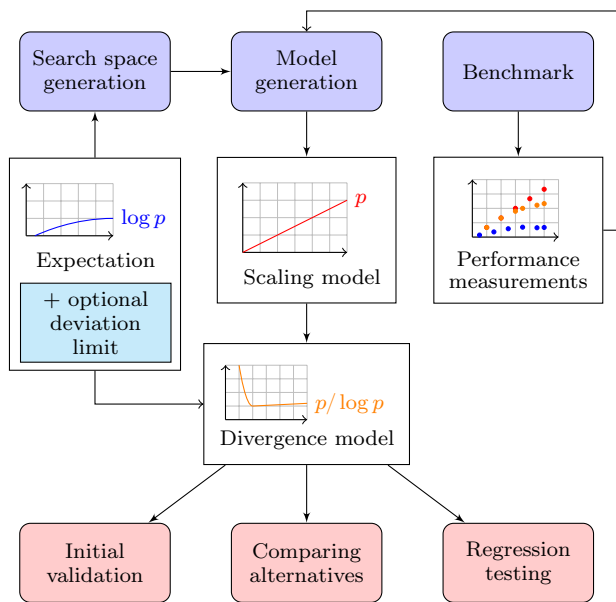 Search space
generation
Model
generation
Benchmark
log p
Expectation
+ optional
deviation
limit
p
Scaling model
Performance
measurements
p/ log p
Divergence model
Initial
validation
Comparing
alternatives
Regression
testing